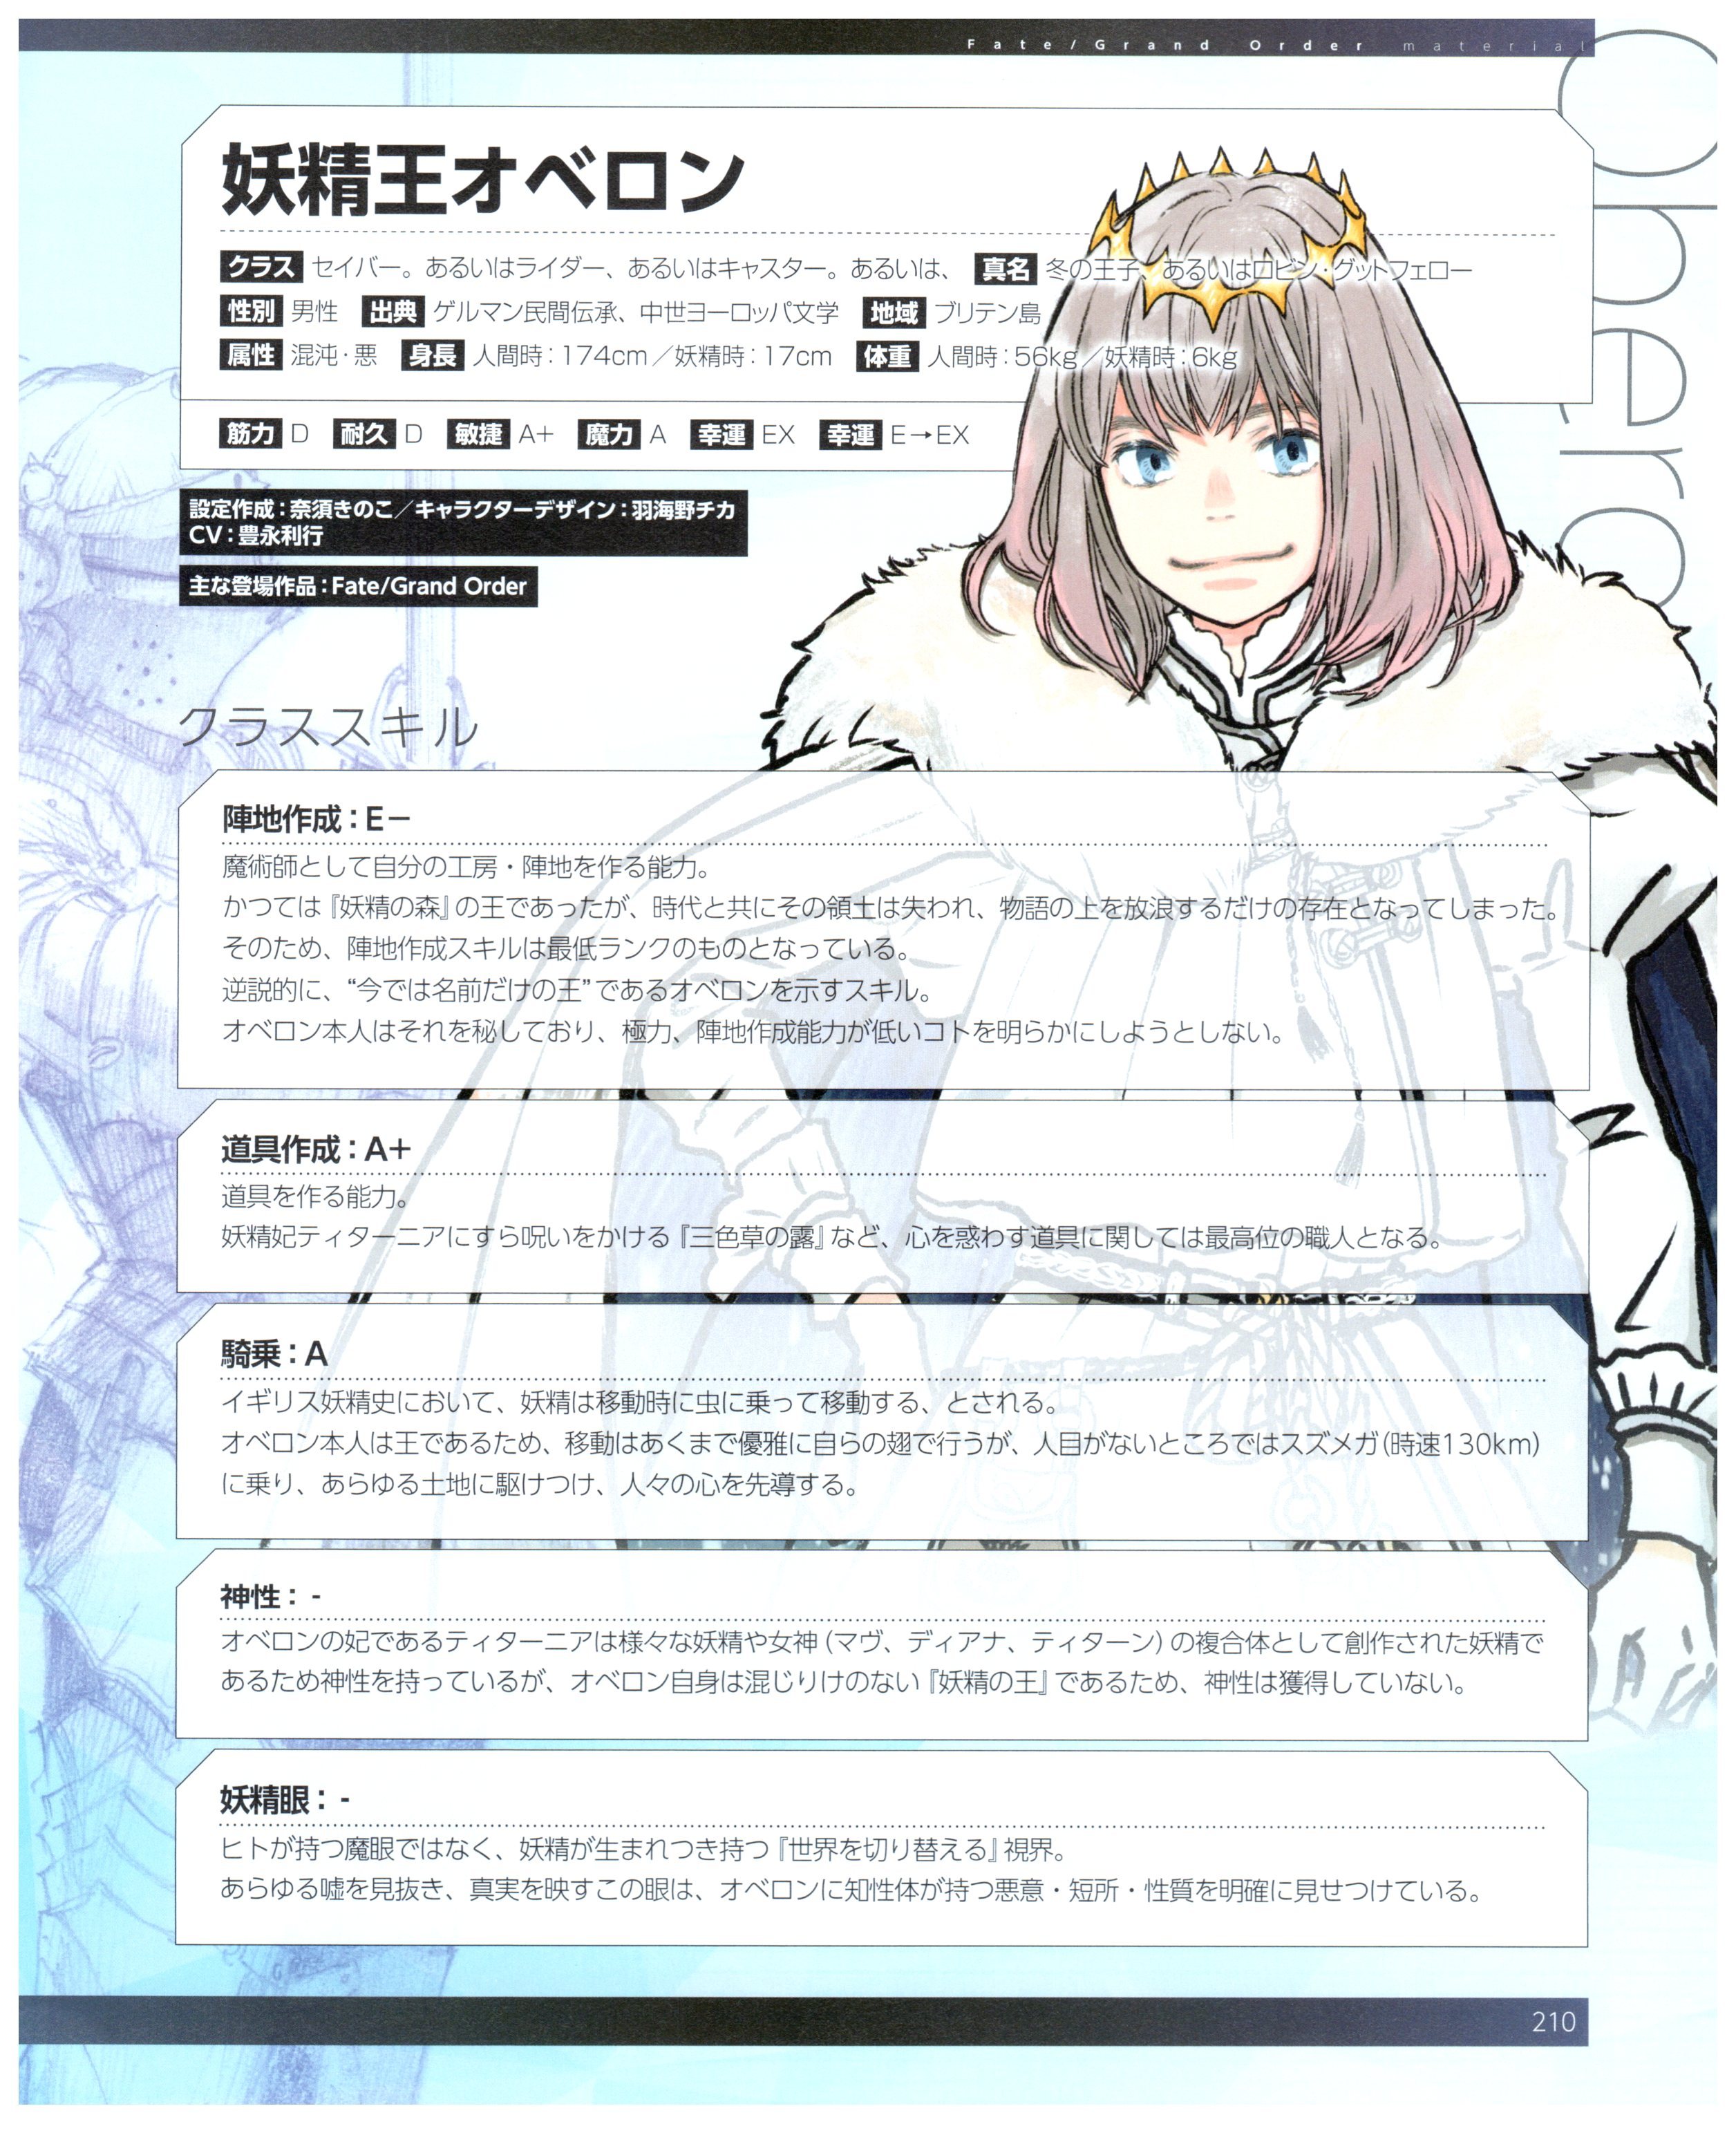 Fate/Grand Order material
Oberon
妖精王オベロン
クラス セイバー。あるいはライダー、あるいはキャスター。あるいは、 真名 冬の王子、あるいはロビン・グットフェロー
性別 男性 出典 ゲルマン民間伝承、中世ヨーロッパ文学 地域 ブリテン島
属性 混沌・悪 身長 人間時：174cm／妖精時：17cm 体重 人間時：56kg／妖精時：6kg
筋力 D 耐久 D 敏捷 A+ 魔力 A 幸運 EX 幸運 E→EX
設定作成：奈須きのこ／キャラクターデザイン：羽海野チカ
CV：豊永利行
主な登場作品：Fate/Grand Order
クラススキル
陣地作成：E－
魔術師として自分の工房・陣地を作る能力。
かつては『妖精の森』の王であったが、時代と共にその領土は失われ、物語の上を放浪するだけの存在となってしまった。
そのため、陣地作成スキルは最低ランクのものとなっている。
逆説的に、“今では名前だけの王”であるオベロンを示すスキル。
オベロン本人はそれを秘しており、極力、陣地作成能力が低いコトを明らかにしようとしない。
道具作成：A＋
道具を作る能力。
妖精妃ティターニアにすら呪いをかける『三色草の露』など、心を惑わす道具に関しては最高位の職人となる。
騎乗：A
イギリス妖精史において、妖精は移動時に虫に乗って移動する、とされる。
オベロン本人は王であるため、移動はあくまで優雅に自らの翅で行うが、人目がないところではスズメガ（時速130km）
に乗り、あらゆる土地に駆けつけ、人々の心を先導する。
神性： -
オベロンの妃であるティターニアは様々な妖精や女神（マヴ、ディアナ、ティターン）の複合体として創作された妖精で
あるため神性を持っているが、オベロン自身は混じりけのない『妖精の王』であるため、神性は獲得していない。
妖精眼： -
ヒトが持つ魔眼ではなく、妖精が生まれつき持つ『世界を切り替える』視界。
あらゆる嘘を見抜き、真実を映すこの眼は、オベロンに知性体が持つ悪意・短所・性質を明確に見せつけている。
210